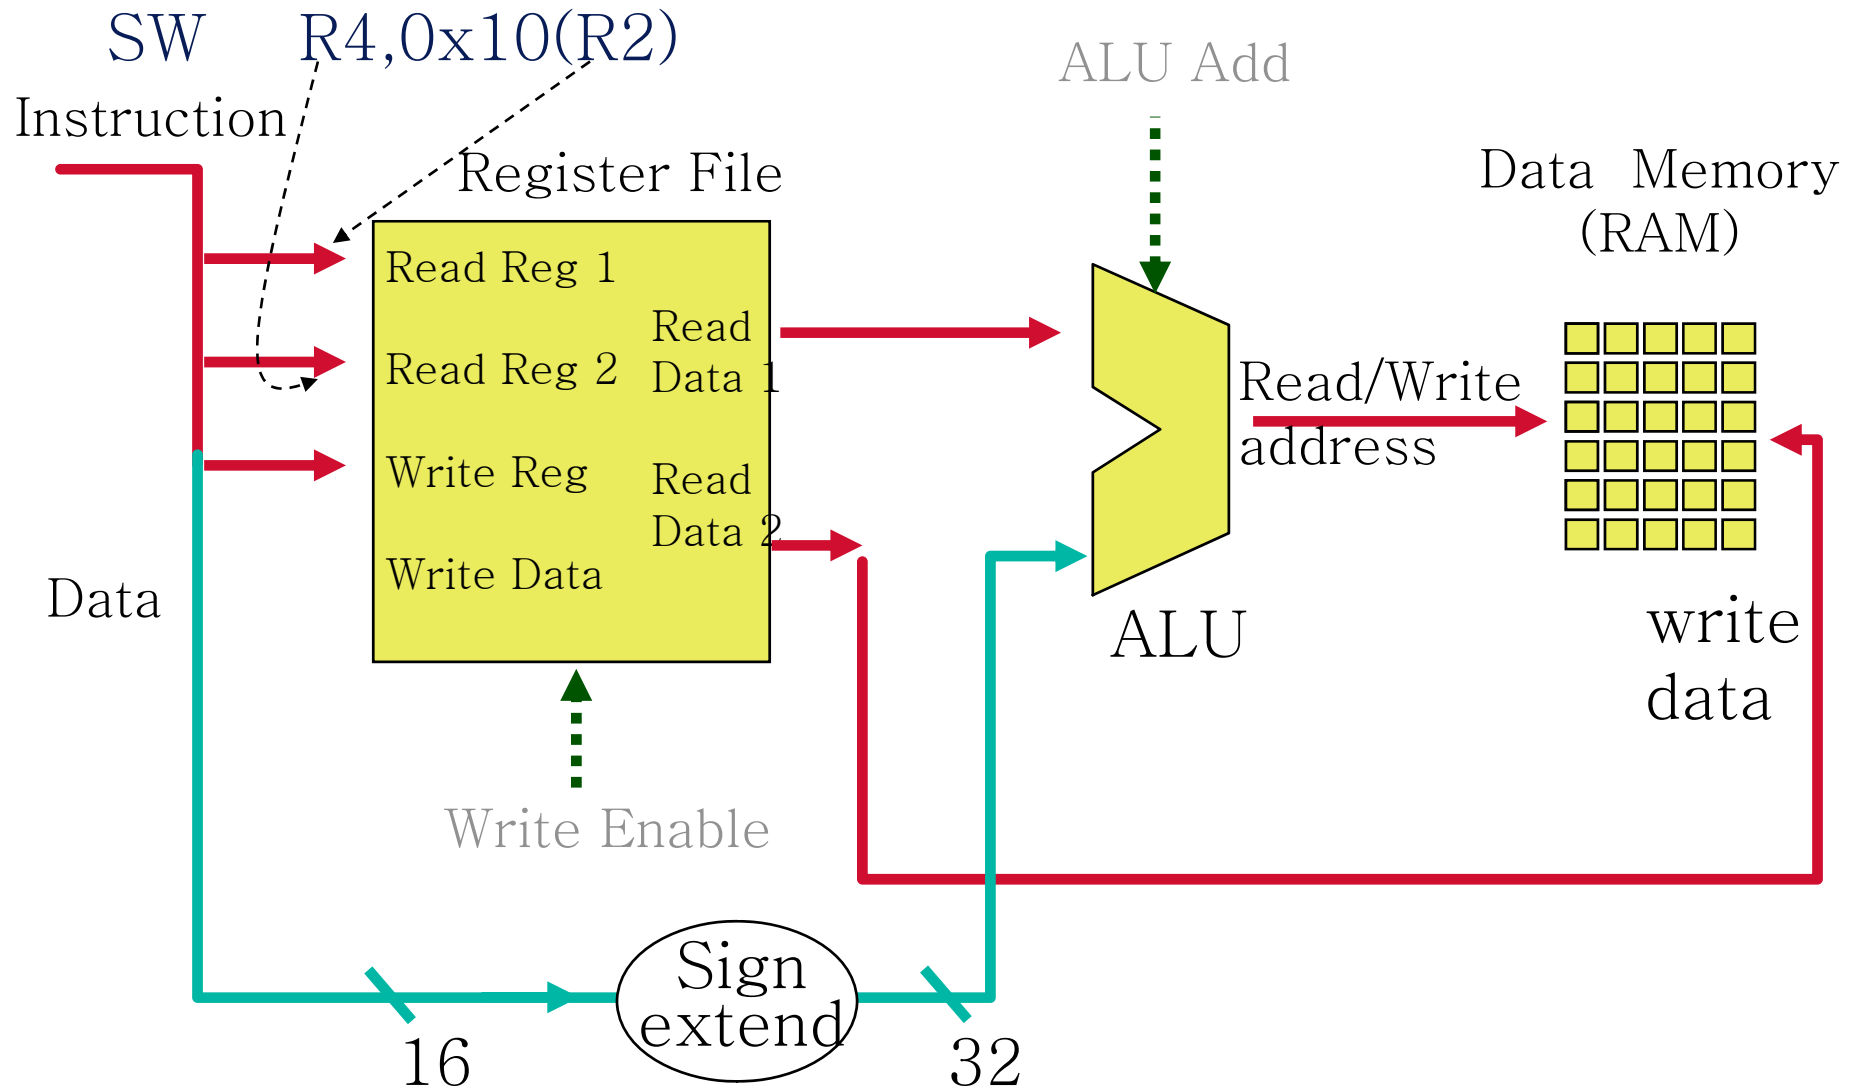 SW R4,0x10(R2)
ALU Add
Instruction
Register File
Data Memory
(RAM)
Read Reg 1
Read
Data 1
Read Reg 2
Read/Write
address
Write Reg
Read
Data 2
Write Data
Data
ALU
write
data
Write Enable
Sign
extend
16
32